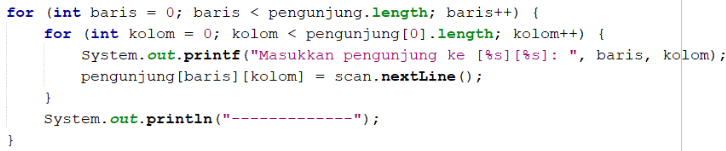 for (int baris = 0; baris < pengunjung.length; baris++) {
    for (int kolom = 0; kolom < pengunjung[0].length; kolom++) {
        System.out.printf("Masukkan pengunjung ke [%s][%s]: ", baris, kolom);
        pengunjung[baris][kolom] = scan.nextLine();
    }
    System.out.println("-------------");
}